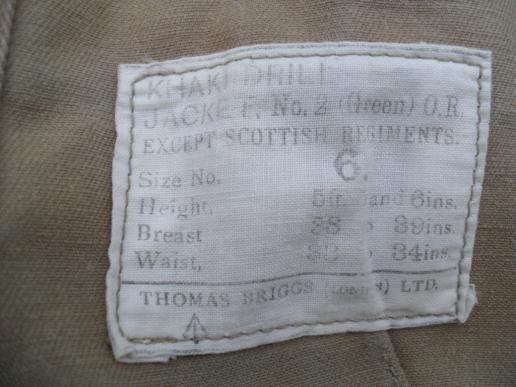 KHAKI DRILL
JACKET, No. 2 (Green) O.R.
EXCEPT SCOTTISH REGIMENTS.
Size No. 6.
Height, 5ft. and 6ins.
Breast 38 39ins.
Waist, 34ins.
THOMAS BRIGGS (LONDON) LTD.